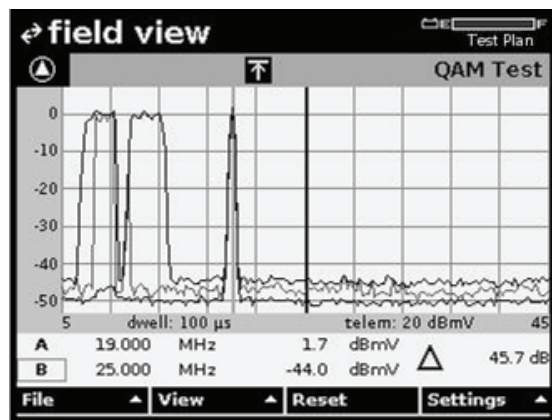 field view
E F
Test Plan
QAM Test
0
-10
-20
-30
-40
-50
5 dwell: 100 µs telem: 20 dBmV 45
A 19.000 MHz 1.7 dBmV
B 25.000 MHz -44.0 dBmV Δ 45.7 dB
File View Reset Settings